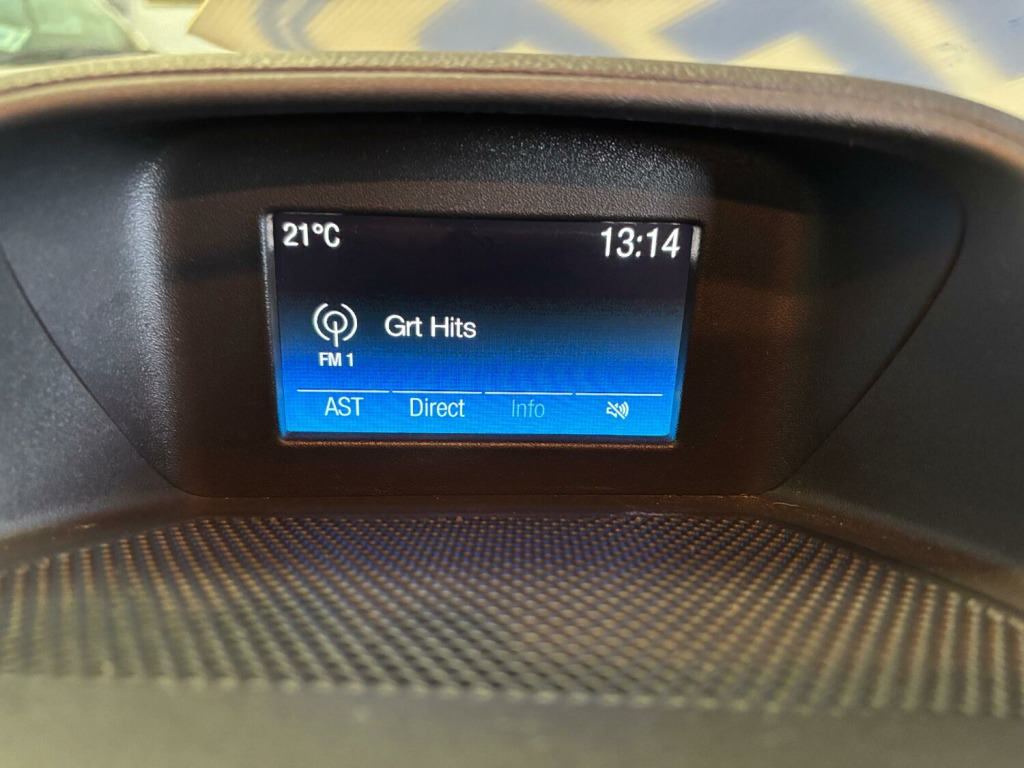 21°C 13:14
Grt Hits
FM 1
AST Direct Info